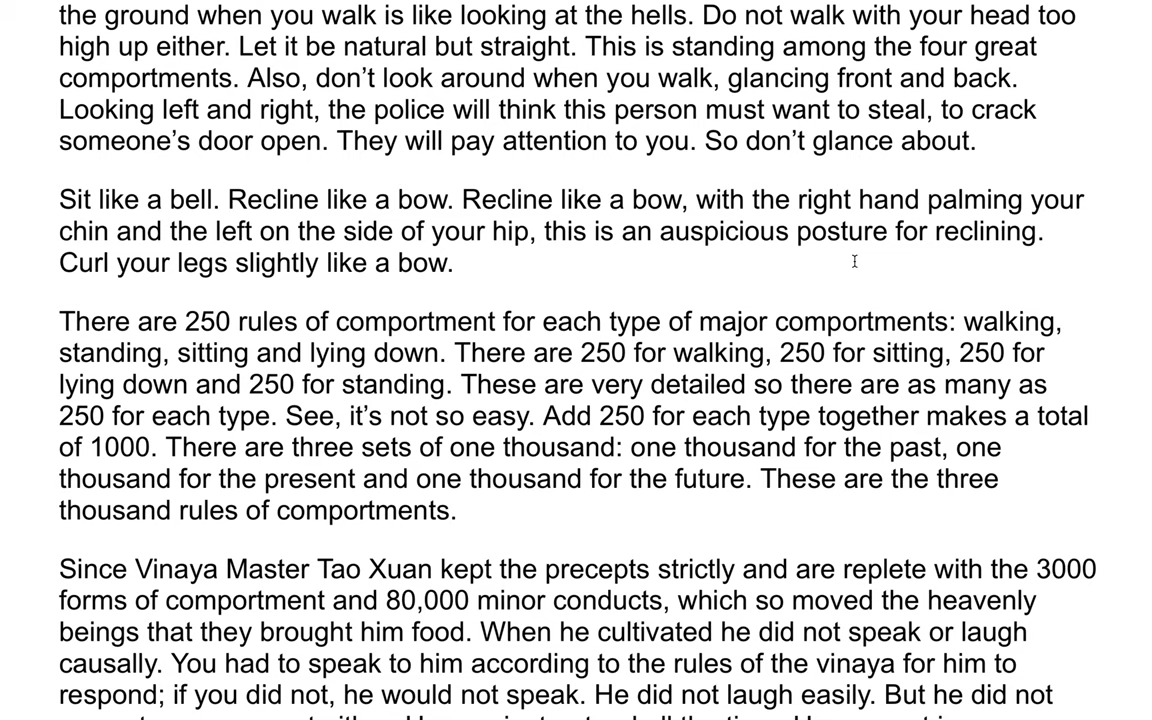 the ground when you walk is like looking at the hells. Do not walk with your head too
high up either. Let it be natural but straight. This is standing among the four great
comportments. Also, don’t look around when you walk, glancing front and back.
Looking left and right, the police will think this person must want to steal, to crack
someone’s door open. They will pay attention to you. So don’t glance about.
Sit like a bell. Recline like a bow. Recline like a bow, with the right hand palming your
chin and the left on the side of your hip, this is an auspicious posture for reclining.
Curl your legs slightly like a bow.
There are 250 rules of comportment for each type of major comportments: walking,
standing, sitting and lying down. There are 250 for walking, 250 for sitting, 250 for
lying down and 250 for standing. These are very detailed so there are as many as
250 for each type. See, it’s not so easy. Add 250 for each type together makes a total
of 1000. There are three sets of one thousand: one thousand for the past, one
thousand for the present and one thousand for the future. These are the three
thousand rules of comportments.
Since Vinaya Master Tao Xuan kept the precepts strictly and are replete with the 3000
forms of comportment and 80,000 minor conducts, which so moved the heavenly
beings that they brought him food. When he cultivated he did not speak or laugh
causally. You had to speak to him according to the rules of the vinaya for him to
respond; if you did not, he would not speak. He did not laugh easily. But he did not